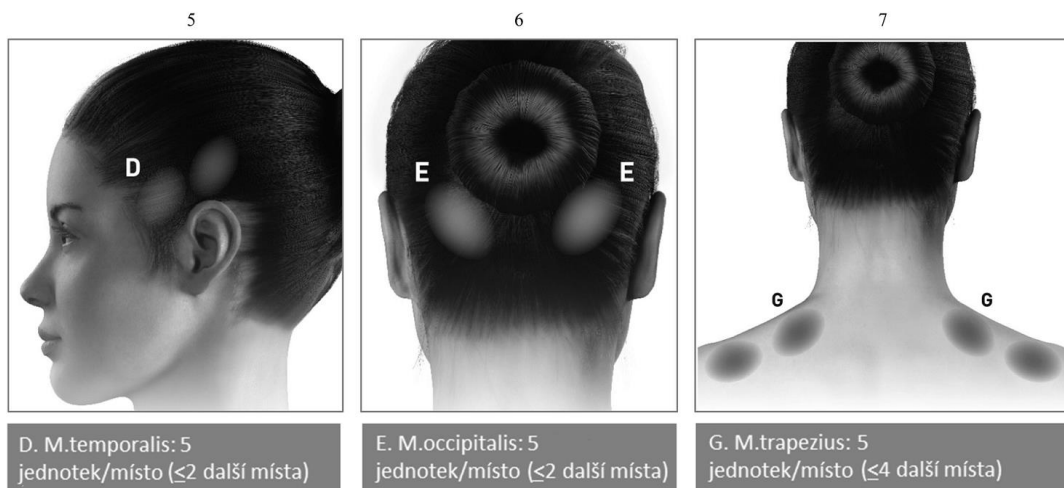 5
6
7
D
E
E
G
G
D. M.temporalis: 5
jednotek/místo (≤2 další místa)
E. M.occipitalis: 5
jednotek/místo (≤2 další místa)
G. M.trapezius: 5
jednotek/místo (≤4 další místa)